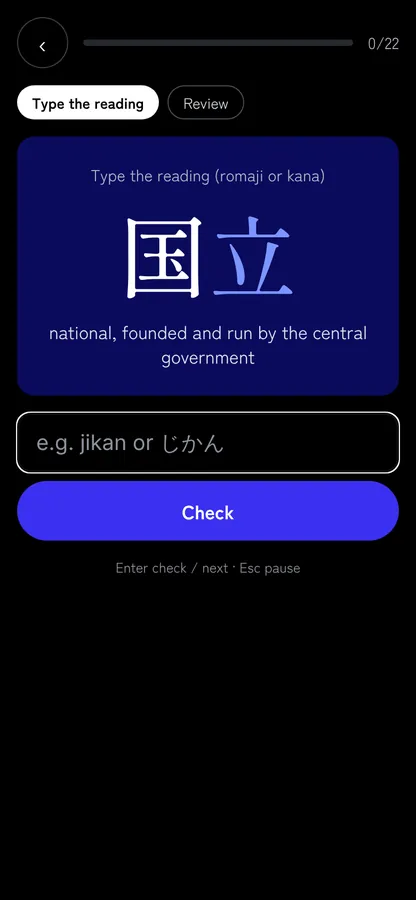 0/22
Type the reading
Review
Type the reading (romaji or kana)
国立
national, founded and run by the central
government
e.g. jikan or じかん
Check
Enter check / next · Esc pause